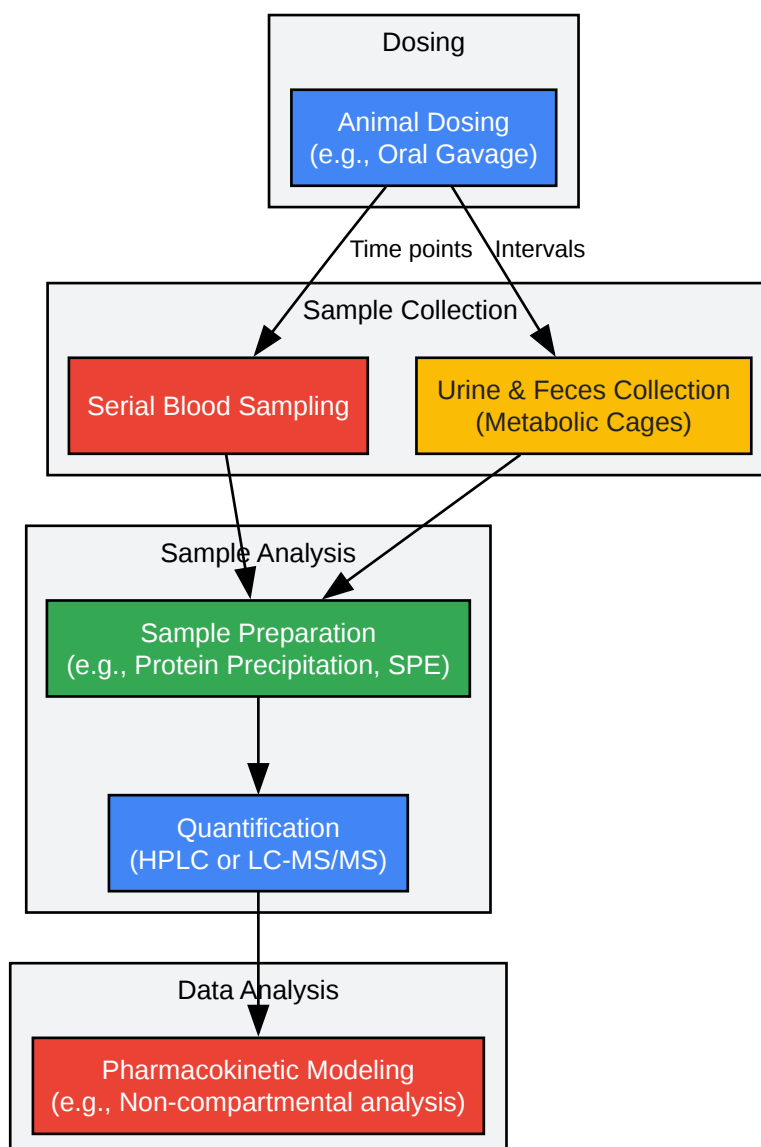 Dosing
Animal Dosing
(e.g., Oral Gavage)
Time points
Intervals
Sample Collection
Serial Blood Sampling
Urine & Feces Collection
(Metabolic Cages)
Sample Analysis
Sample Preparation
(e.g., Protein Precipitation, SPE)
Quantification
(HPLC or LC-MS/MS)
Data Analysis
Pharmacokinetic Modeling
(e.g., Non-compartmental analysis)